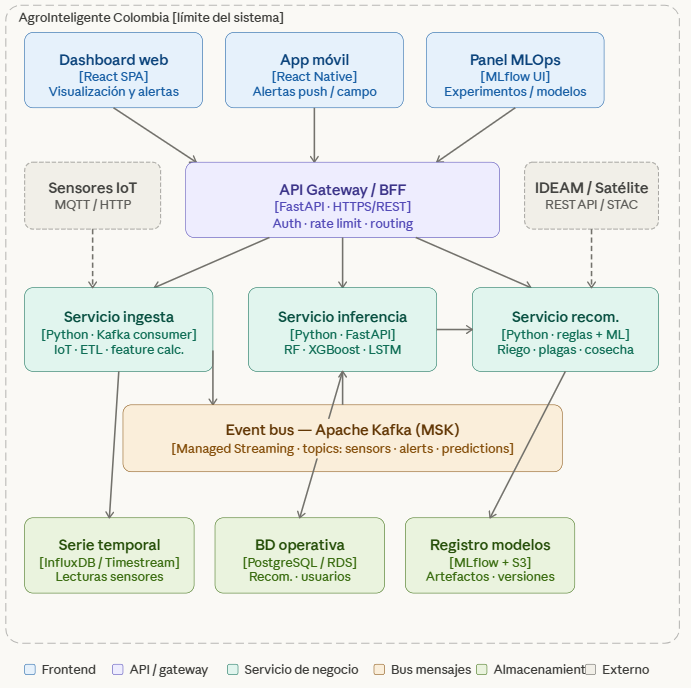 AgroInteligente Colombia [límite del sistema]
Dashboard web
[React SPA]
Visualización y alertas
App móvil
[React Native]
Alertas push / campo
Panel MLOps
[MLflow UI]
Experimentos / modelos
Sensores IoT
MQTT / HTTP
API Gateway / BFF
[FastAPI · HTTPS/REST]
Auth · rate limit · routing
IDEAM / Satélite
REST API / STAC
Servicio ingesta
[Python · Kafka consumer]
IoT · ETL · feature calc.
Servicio inferencia
[Python · FastAPI]
RF · XGBoost · LSTM
Servicio recom.
[Python · reglas + ML]
Riego · plagas · cosecha
Event bus — Apache Kafka (MSK)
[Managed Streaming · topics: sensors · alerts · predictions]
Serie temporal
[InfluxDB / Timestream]
Lecturas sensores
BD operativa
[PostgreSQL / RDS]
Recom. · usuarios
Registro modelos
[MLflow + S3]
Artefactos · versiones
Frontend
API / gateway
Servicio de negocio
Bus mensajes
Almacenamient
Externo